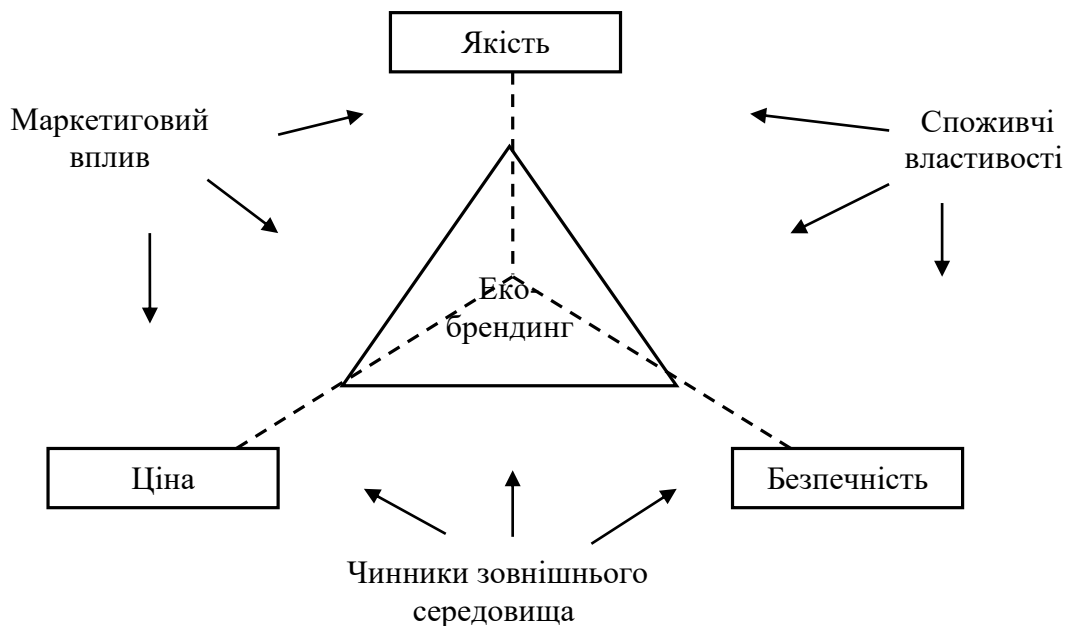 Якість
Маркетиговий
вплив
Споживчі
властивості
Еко-
брендинг
Ціна
Безпечність
Чинники зовнішнього
середовища